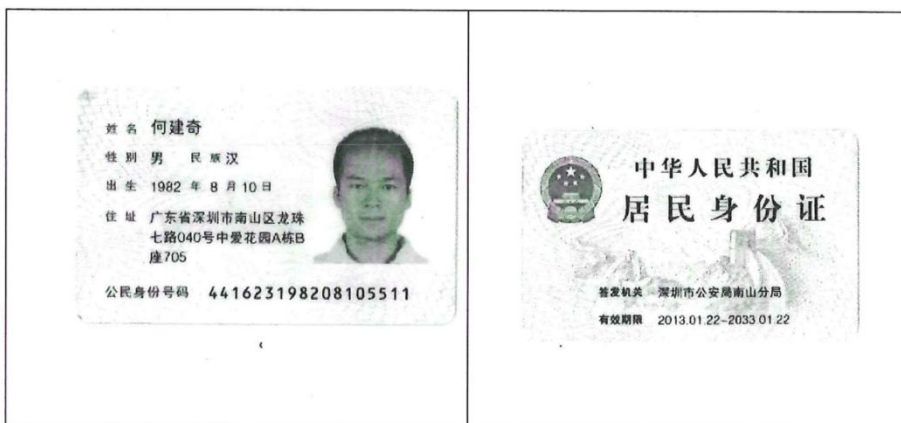 姓名 何建奇
性别 男 民族 汉
出生 1982 年 8 月 10 日
住址 广东省深圳市南山区龙珠
七路040号中爱花园A栋B
座705
公民身份号码 441623198208105511
中华人民共和国
居民身份证
签发机关 深圳市公安局南山分局
有效期限 2013.01.22-2033.01.22